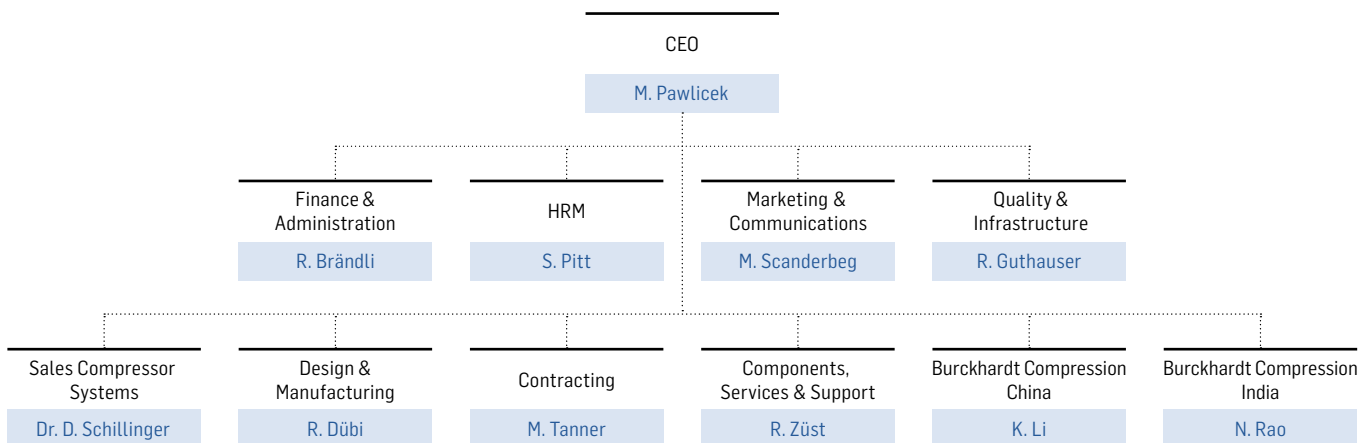 CEO
M. Pawlicek
Finance &
Administration
R. Brändli
HRM
S. Pitt
Marketing &
Communications
M. Scanderbeg
Quality &
Infrastructure
R. Guthauser
Sales Compressor
Systems
Dr. D. Schillinger
Design &
Manufacturing
R. Dübi
Contracting
M. Tanner
Components,
Services & Support
R. Züst
Burckhardt Compression
China
K. Li
Burckhardt Compression
India
N. Rao